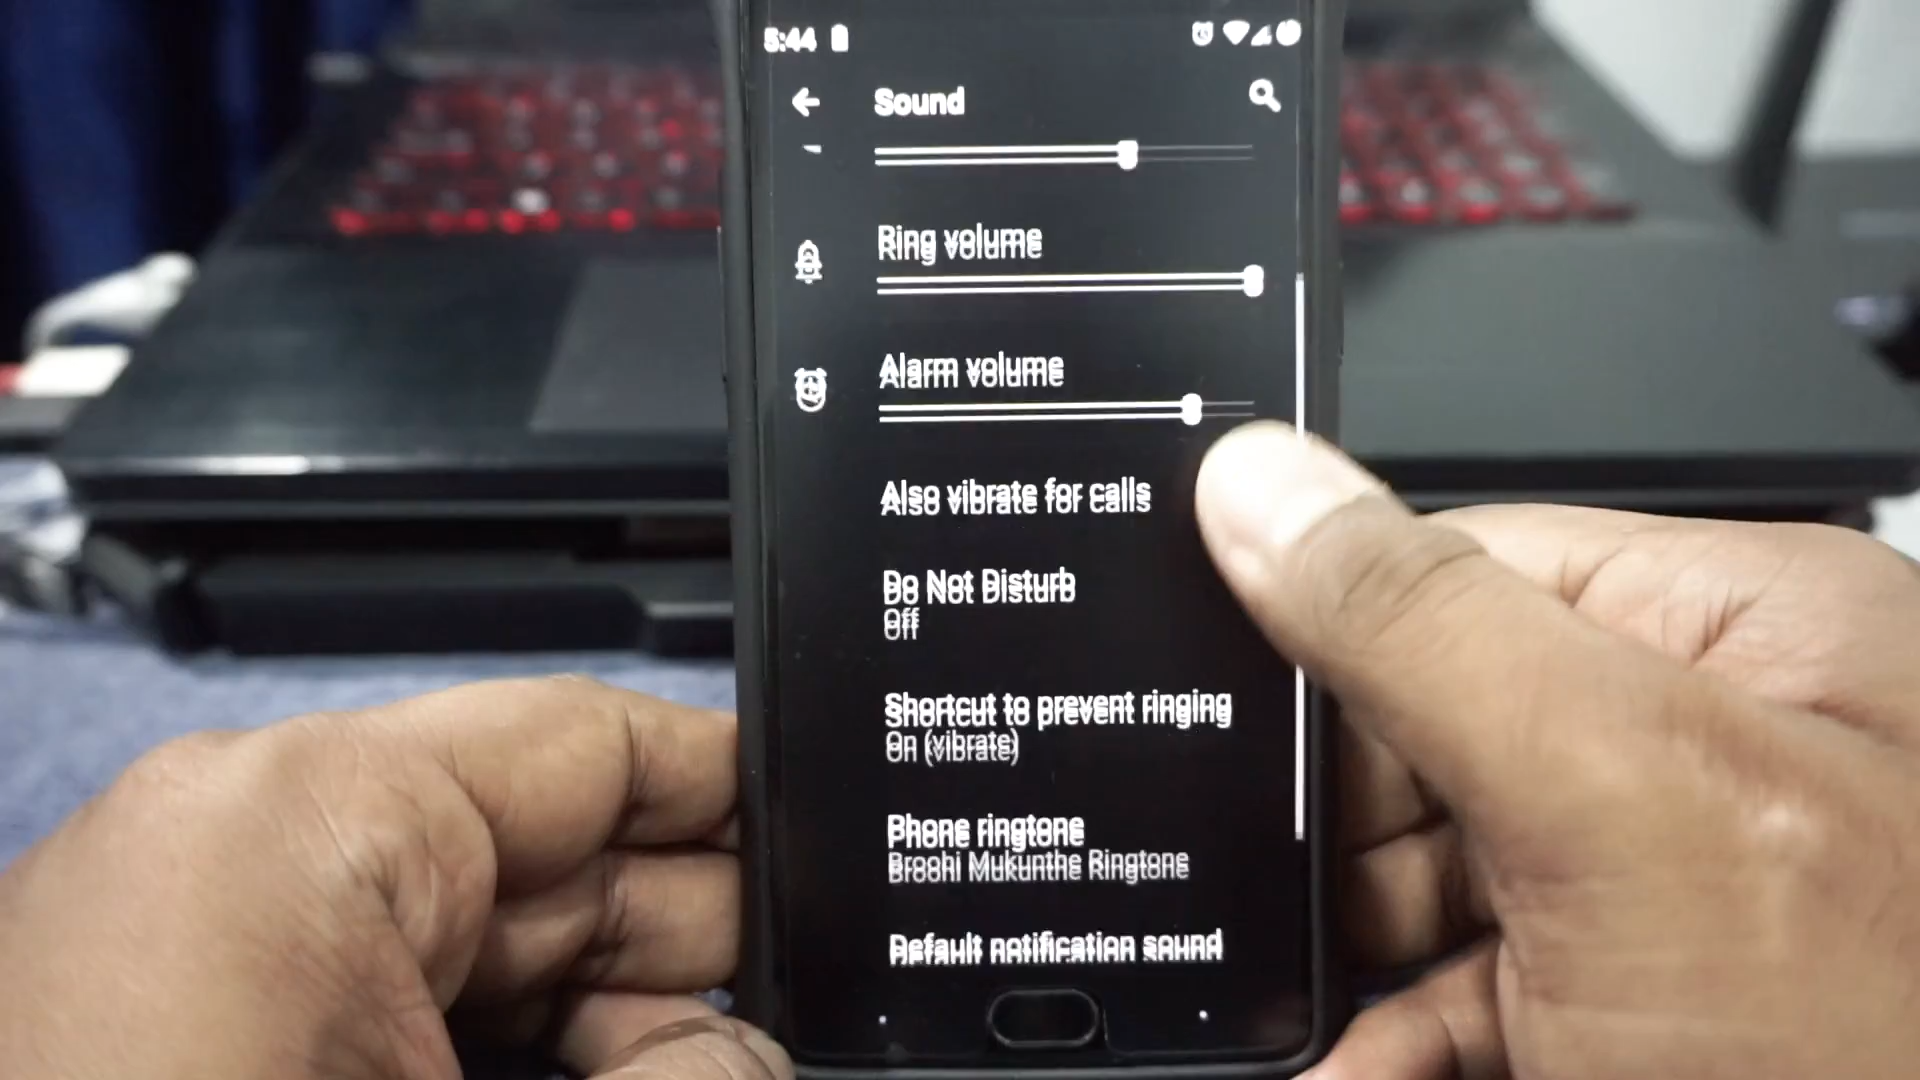 5:44
Sound
Ring volume
Alarm volume
Also vibrate for calls
Do Not Disturb
Off
Shortcut to prevent ringing
On (vibrate)
Phone ringtone
Broohi Mukunthe Ringtone
Default notification sound